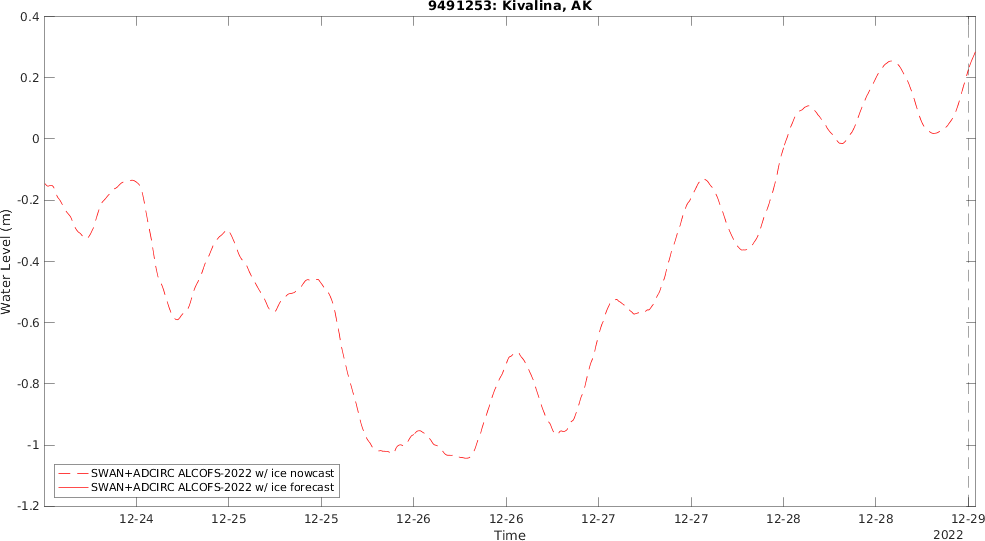 9491253: Kivalina, AK
0.4
0.2
0
-0.2
-0.4
-0.6
-0.8
-1
-1.2
Water Level (m)
SWAN+ADCIRC ALCOFS-2022 w/ ice nowcast
SWAN+ADCIRC ALCOFS-2022 w/ ice forecast
12-24 12-25 12-25 12-26 12-26 12-27 12-27 12-28 12-28 12-29
Time
2022